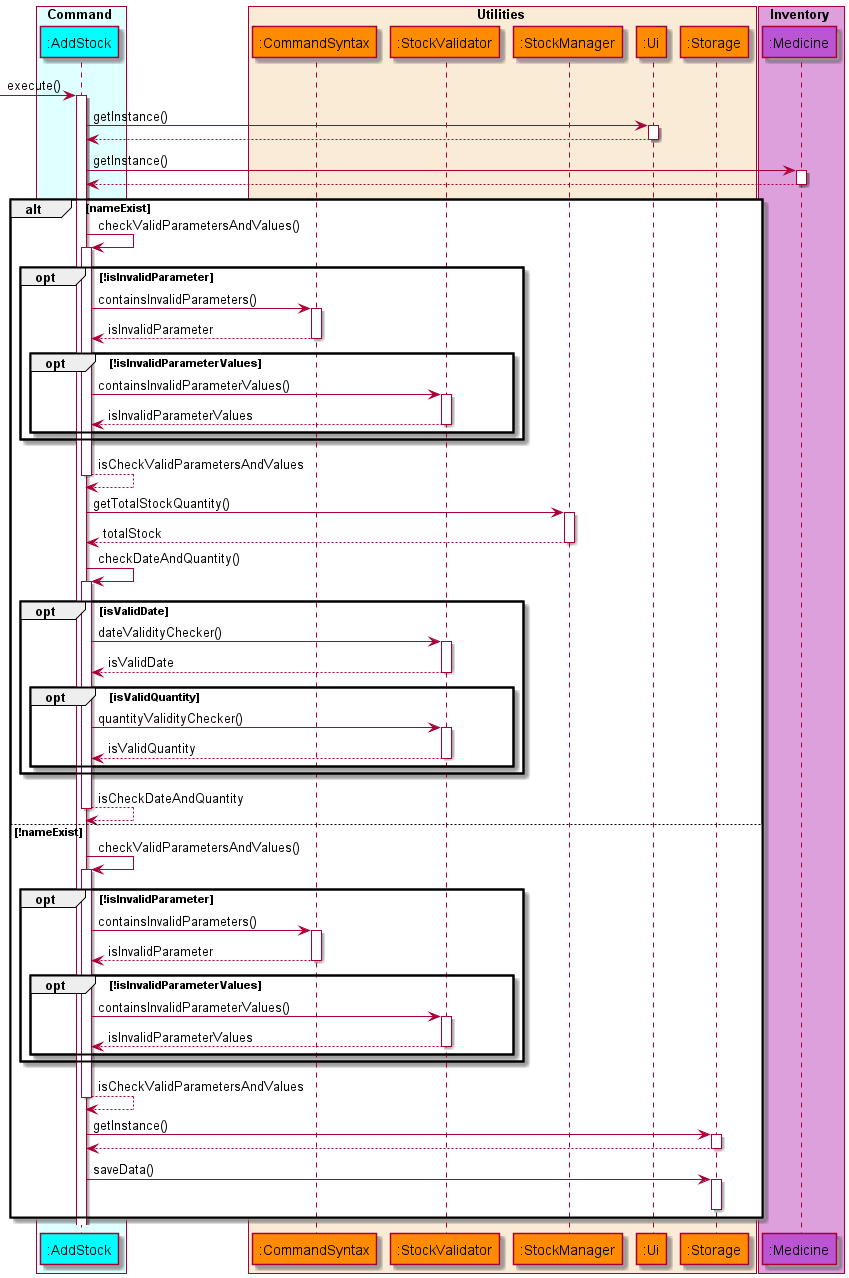 Command
Utilities
Inventory
:AddStock
:CommandSyntax
:StockValidator
:StockManager
:Ui
:Storage
:Medicine
execute()
getInstance()
getInstance()
alt
[nameExist]
checkValidParametersAndValues()
opt
[!isInvalidParameter]
containsInvalidParameters()
isInvalidParameter
opt
[!isInvalidParameterValues]
containsInvalidParameterValues()
isInvalidParameterValues
isCheckValidParametersAndValues
getTotalStockQuantity()
totalStock
checkDateAndQuantity()
opt
[isValidDate]
dateValidityChecker()
isValidDate
opt
[isValidQuantity]
quantityValidityChecker()
isValidQuantity
isCheckDateAndQuantity
[!nameExist]
checkValidParametersAndValues()
opt
[!isInvalidParameter]
containsInvalidParameters()
isInvalidParameter
opt
[!isInvalidParameterValues]
containsInvalidParameterValues()
isInvalidParameterValues
isCheckValidParametersAndValues
getInstance()
saveData()
:AddStock
:CommandSyntax
:StockValidator
:StockManager
:Ui
:Storage
:Medicine